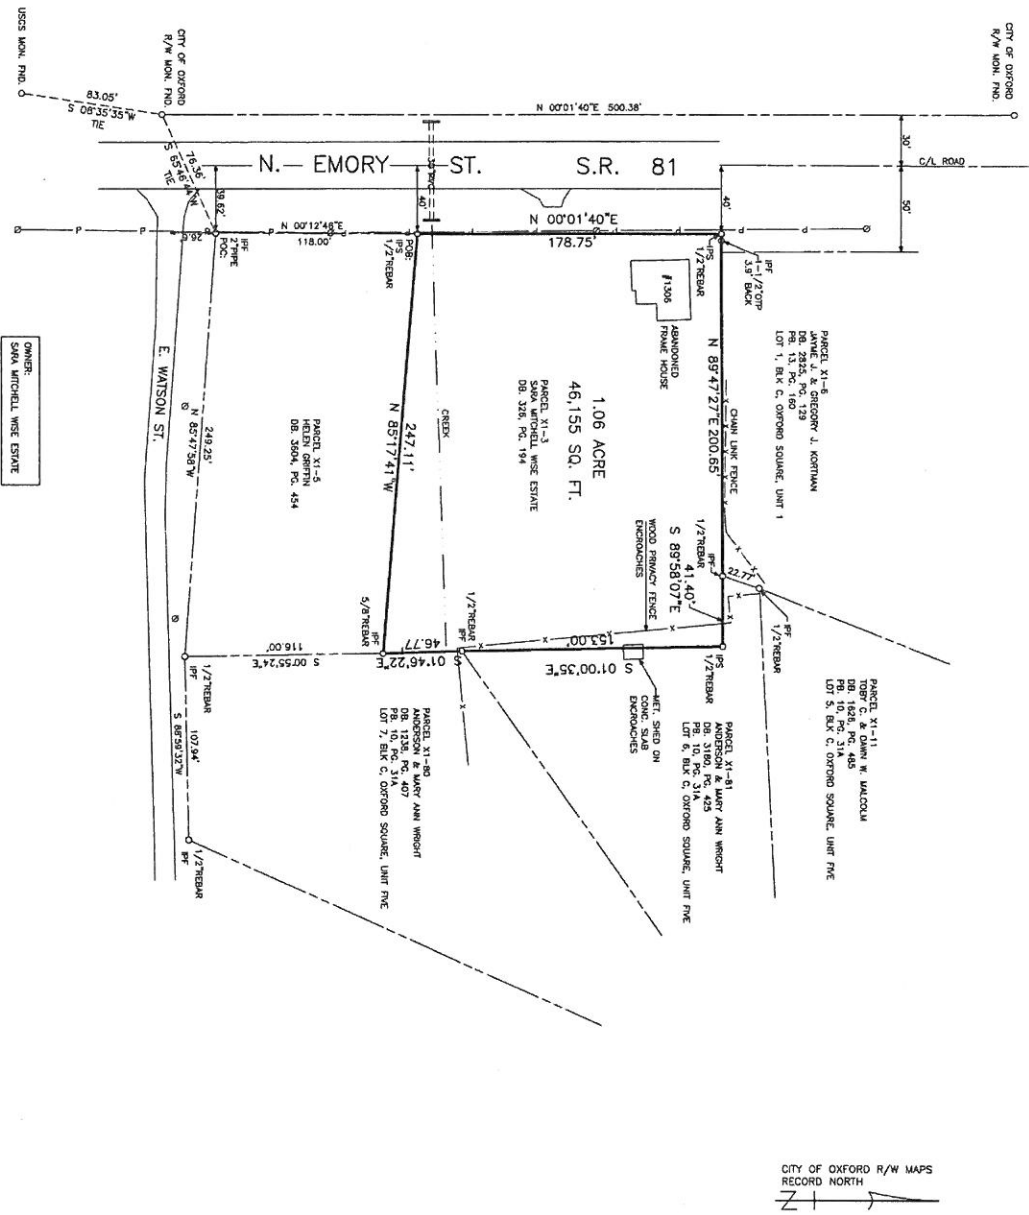 CITY OF OXFORD
R/W MON. FND.
N 00°01'40"E 500.38'
CITY OF OXFORD
R/W MON. FND.
USGS MON. FND.
83.05'
S 08°35'35"W
TIE
76.36'
S 65°46'44"W
TIE
30'
C/L ROAD
50'
N. EMORY ST. S.R. 81
39.62'
40'
40'
N 00°12'48"E
118.00'
N 00°01'40"E
178.75'
P P P P P P P
26.6'
IPF
2"PIPE
POC:
POB:
IPS
1/2"REBAR
IPS
1/2"REBAR
IPF
1-1/2"OTP
3.9' BACK
#1306
ABANDONED
FRAME HOUSE
PARCEL X1-6
JAYME J. & GREGORY J. KORTMAN
DB. 2825, PG. 129
PB. 13, PG. 160
LOT 1, BLK C, OXFORD SQUARE, UNIT 1
N 89°47'27"E 200.65'
CHAIN LINK FENCE
1.06 ACRE
46,155 SQ. FT.
PARCEL X1-3
SARA MITCHELL WISE ESTATE
DB. 326, PG. 194
CREEK
247.11'
N 85°17'41"W
PARCEL X1-5
HELEN GRIFFIN
DB. 3604, PG. 454
249.25'
N 85°47'58"W
E. WATSON ST.
OWNER:
SARA MITCHELL WISE ESTATE
IPF
1/2"REBAR
41.40'
S 89°58'07"E
WOOD PRIVACY FENCE
ENCROACHES
22.77'
IPF
1/2"REBAR
IPS
1/2"REBAR
153.00'
S 01°00'35"E
1/2"REBAR
IPF
46.77'
S 01°46'22"E
IPF
5/8"REBAR
116.00'
S 00°55'24"E
1/2"REBAR
IPF
107.94'
S 88°59'32"W
1/2"REBAR
IPF
MET. SHED ON
CONC. SLAB
ENCROACHES
PARCEL X1-11
TOBY C. & DAWN W. MALCOLM
DB. 1626, PG. 485
PB. 10, PG. 31A
LOT 5, BLK C, OXFORD SQUARE, UNIT FIVE
PARCEL X1-81
ANDERSON & MARY ANN WRIGHT
DB. 3180, PG. 425
PB. 10, PG. 31A
LOT 6, BLK C, OXFORD SQUARE, UNIT FIVE
PARCEL X1-80
ANDERSON & MARY ANN WRIGHT
DB. 1238, PG. 407
PB. 10, PG. 31A
LOT 7, BLK C, OXFORD SQUARE, UNIT FIVE
CITY OF OXFORD R/W MAPS
RECORD NORTH
N